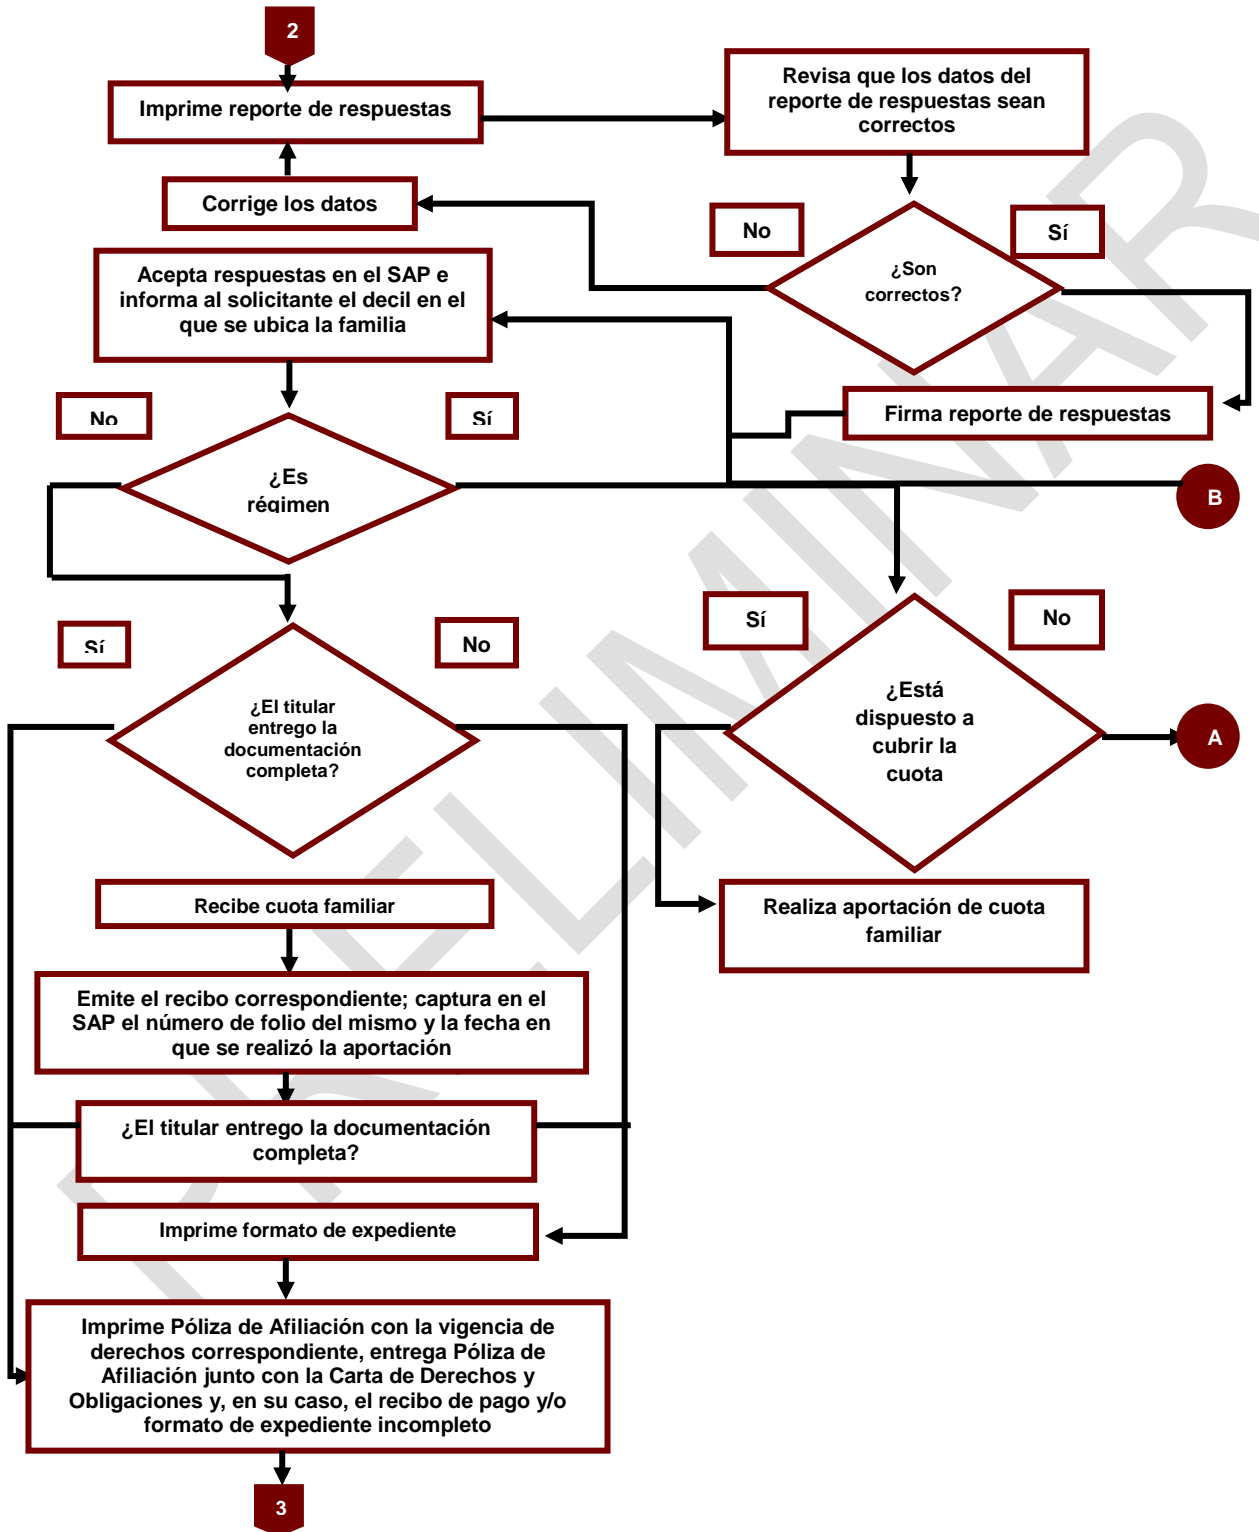 2
Imprime reporte de respuestas
Revisa que los datos del
reporte de respuestas sean
correctos
Corrige los datos
No
Sí
¿Son
correctos?
Acepta respuestas en el SAP e
informa al solicitante el decil en el
que se ubica la familia
Firma reporte de respuestas
No
Sí
¿Es
régimen
B
Sí
No
¿El titular
entrego la
documentación
completa?
Sí
No
¿Está
dispuesto a
cubrir la
cuota
A
Recibe cuota familiar
Realiza aportación de cuota
familiar
Emite el recibo correspondiente; captura en el
SAP el número de folio del mismo y la fecha en
que se realizó la aportación
¿El titular entrego la documentación
completa?
Imprime formato de expediente
Imprime Póliza de Afiliación con la vigencia de
derechos correspondiente, entrega Póliza de
Afiliación junto con la Carta de Derechos y
Obligaciones y, en su caso, el recibo de pago y/o
formato de expediente incompleto
3
PRELIMINAR